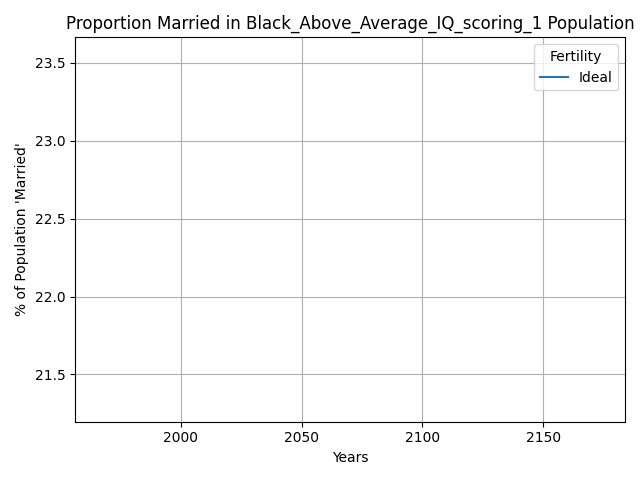 Proportion Married in Black_Above_Average_IQ_scoring_1 Population
% of Population 'Married'
23.5
23.0
22.5
22.0
21.5
Fertility
Ideal
2000 2050 2100 2150
Years